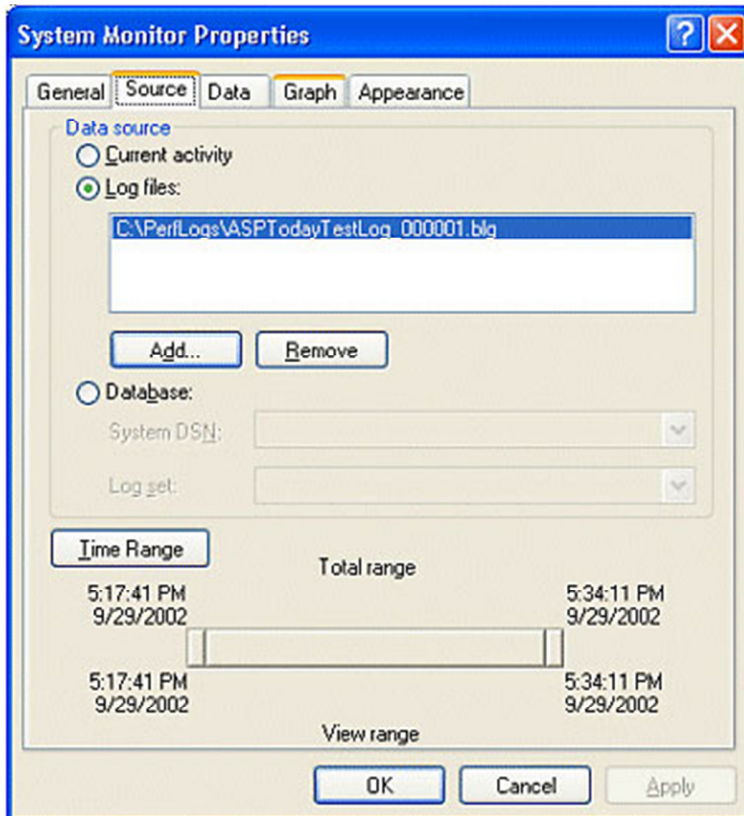 System Monitor Properties
General Source Data Graph Appearance
Data source
Current activity
Log files:
C:\PerfLogs\ASPTodayTestLog_000001.blg
Add... Remove
Database:
System DSN:
Log set:
Time Range
Total range
5:17:41 PM 5:34:11 PM
9/29/2002 9/29/2002
5:17:41 PM 5:34:11 PM
9/29/2002 9/29/2002
View range
OK Cancel Apply